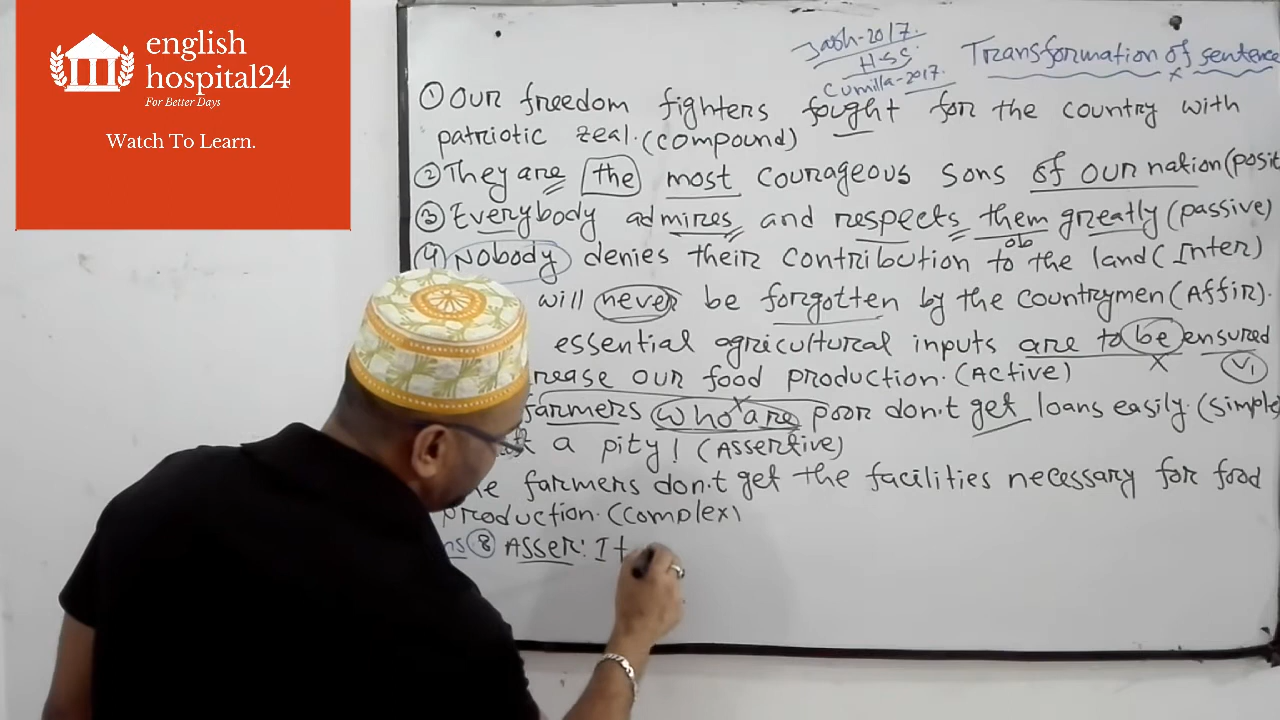 english
hospital24
For Better Days
Watch To Learn.
H.S.S
Cumilla-2017.
Transformation of sentence
① Our freedom fighters fought for the country with
patriotic zeal. (compound)
② They are the most courageous sons of our nation (posit
③ Everybody admires and respects them greatly (passive)
ob
4) Nobody denies their contribution to the land (Inter)
will never be forgotten by the countrymen (Affir).
essential agricultural inputs are to be ensured
V1
our food production. (Active)
farmers who are poor don.t get loans easily. (simple
a pity! (Assertive)
farmers don.t get the facilities necessary for food
production. (complex)
⑧ Asser: It